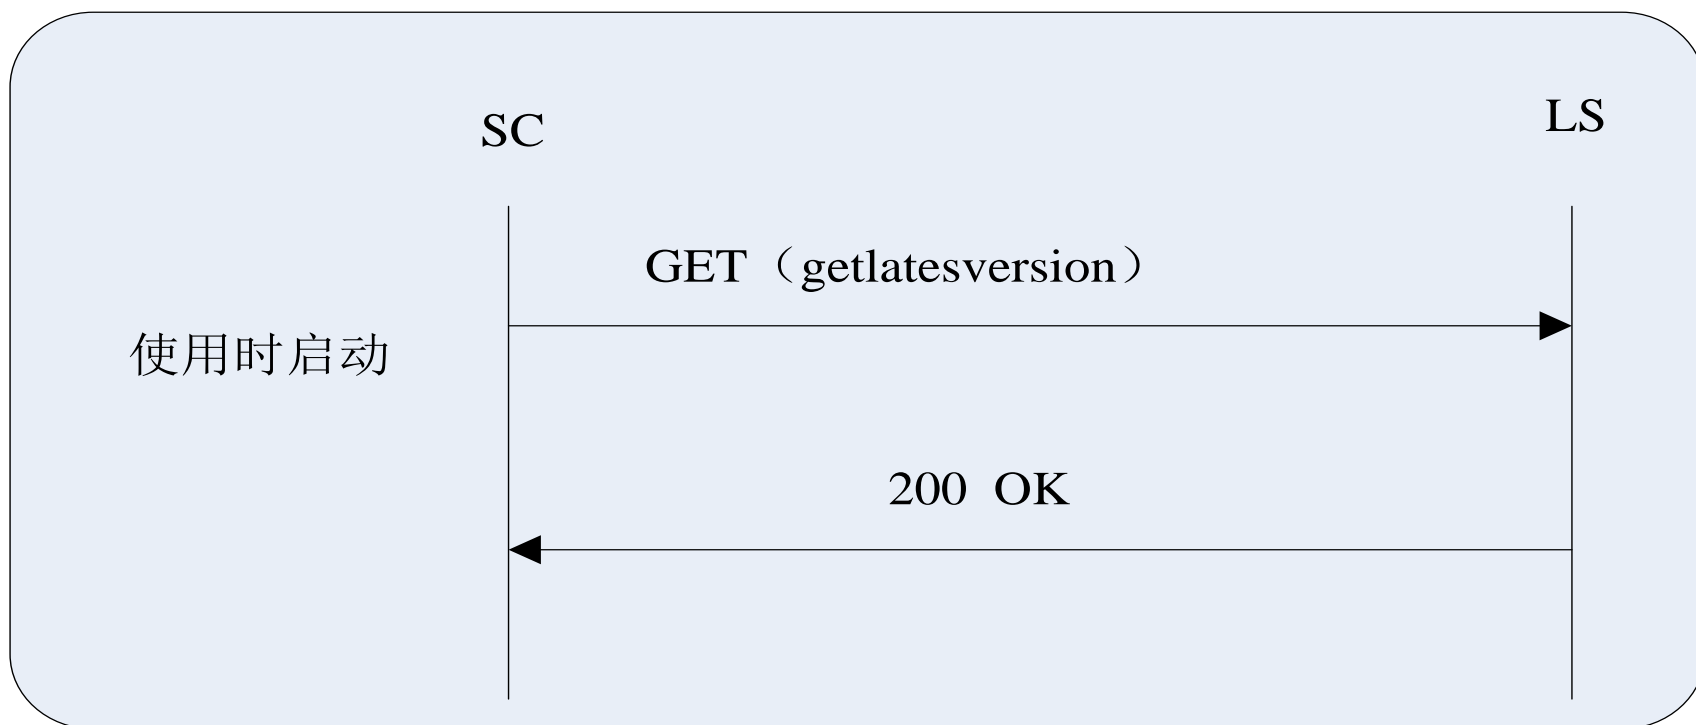 SC
LS
GET（getlatesversion）
使用时启动
200 OK